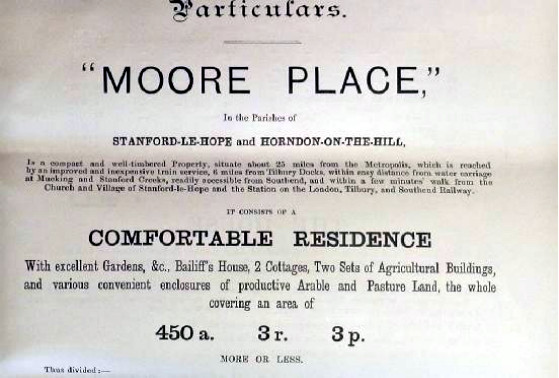 Particulars.
"MOORE PLACE,"
In the Parishes of
STANFORD-LE-HOPE and HORNDON-ON-THE-HILL,
Is a compact and well-timbered Property, situate about 25 miles from the Metropolis, which is reached
by an improved and inexpensive train service, 6 miles from Tilbury Docks, within easy distance from water carriage
at Mucking and Stanford Creeks, readily accessible from Southend, and within a few minutes' walk from the
Church and Village of Stanford-le-Hope and the Station on the London, Tilbury, and Southend Railway.
IT CONSISTS OF A
COMFORTABLE RESIDENCE
With excellent Gardens, &c., Bailiff's House, 2 Cottages, Two Sets of Agricultural Buildings,
and various convenient enclosures of productive Arable and Pasture Land, the whole
covering an area of
450 a. 3 r. 3 p.
MORE OR LESS.
Thus divided:—